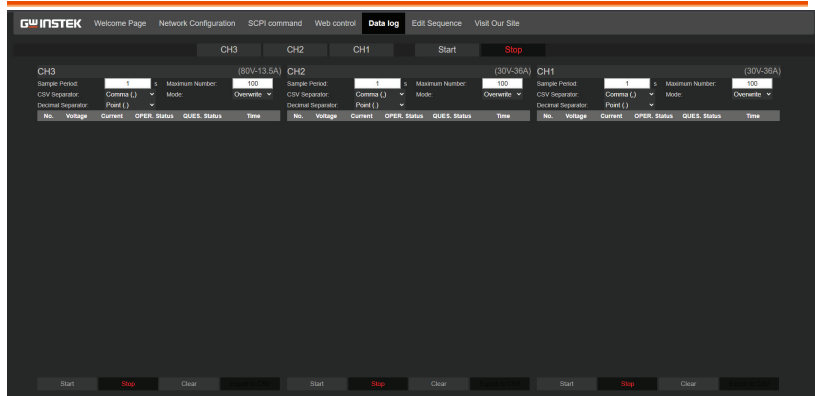 GW INSTEK Welcome Page Network Configuration SCPI command Web control Data log Edit Sequence Visit Our Site
CH3 CH2 CH1 Start Stop
CH3 (80V-13.5A) CH2 (30V-36A) CH1 (30V-36A)
Sample Period: 1 s Maximum Number: 100 Sample Period: 1 s Maximum Number: 100 Sample Period: 1 s Maximum Number: 100
CSV Separator: Comma (,) Mode: Overwrite CSV Separator: Comma (,) Mode: Overwrite CSV Separator: Comma (,) Mode: Overwrite
Decimal Separator: Point (.) Decimal Separator: Point (.) Decimal Separator: Point (.)
No. Voltage Current OPER. Status QUES. Status Time No. Voltage Current OPER. Status QUES. Status Time No. Voltage Current OPER. Status QUES. Status Time
Start Stop Clear Start Stop Clear Start Stop Clear